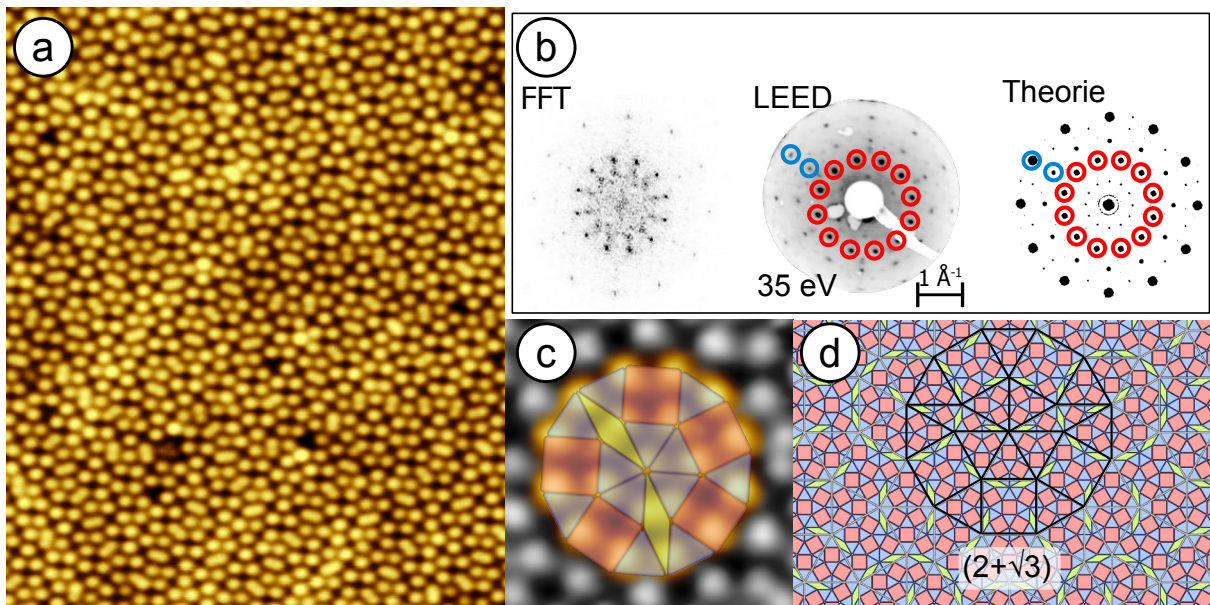 a
b
FFT
LEED
Theorie
35 eV
1 Å-1
c
d
(2+√3)